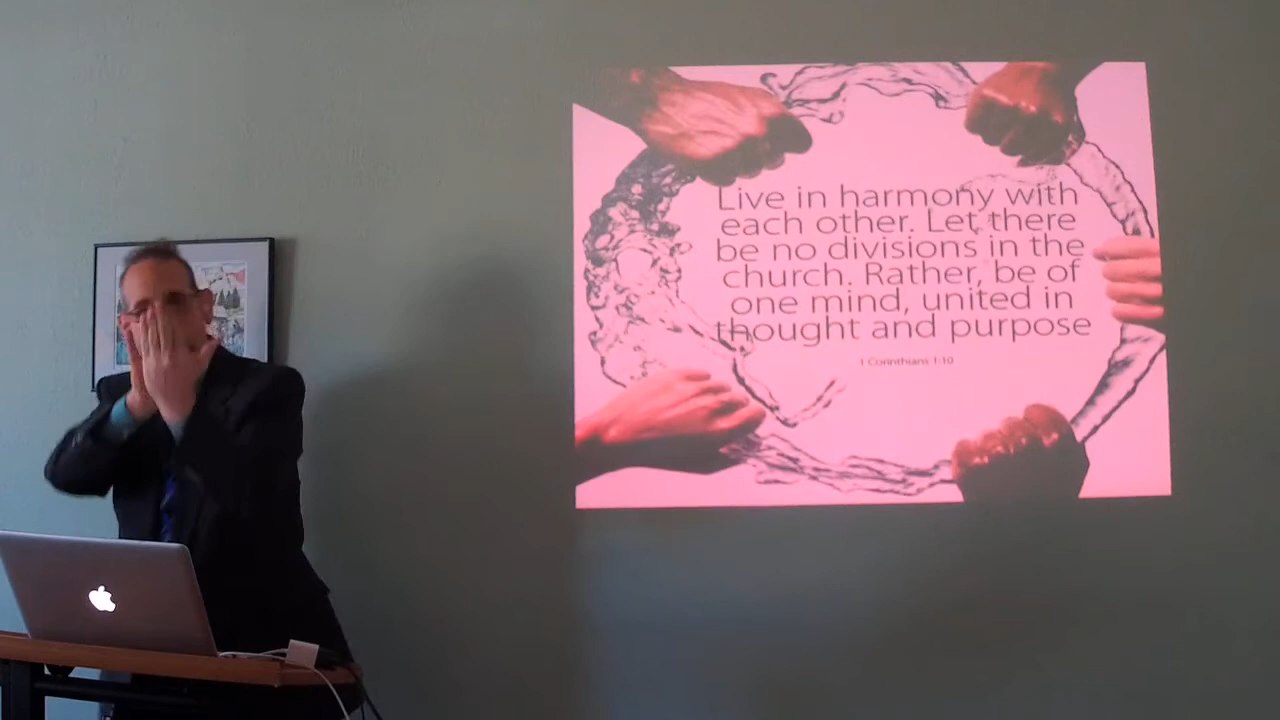 Live in harmony with
each other. Let there
be no divisions in the
church. Rather, be of
one mind, united in
thought and purpose
1 Corinthians 1:10